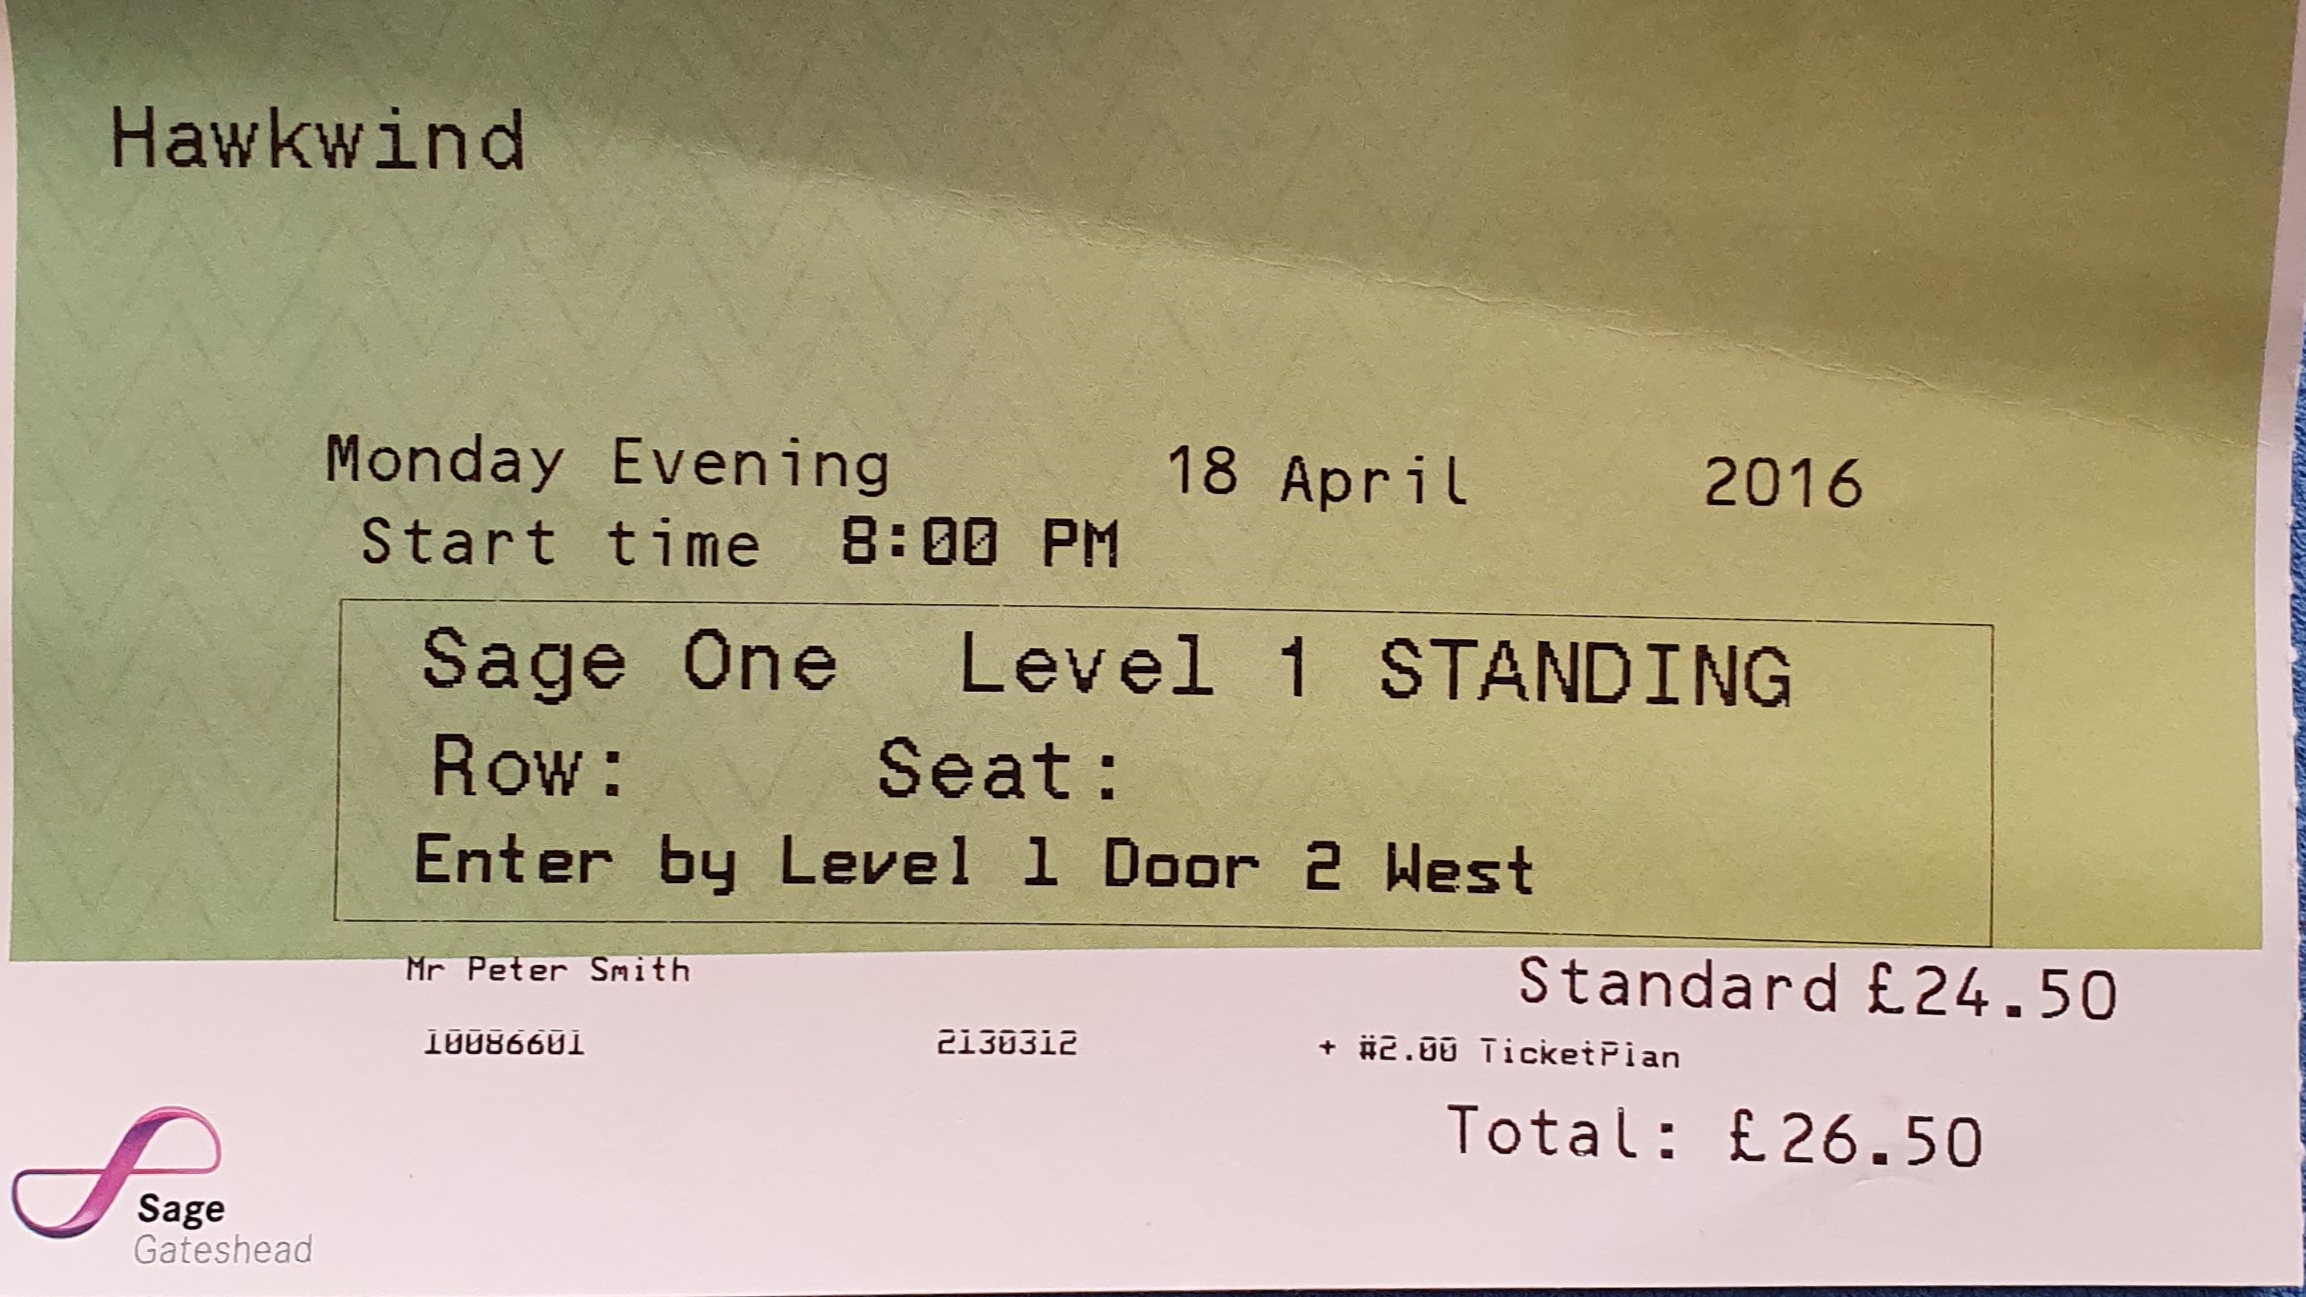 Hawkwind
Monday Evening 18 April 2016
Start time 8:00 PM
Sage One Level 1 STANDING
Row: Seat:
Enter by Level 1 Door 2 West
Mr Peter Smith
Standard £24.50
10086601 2130312 + #2.00 TicketPlan
Total: £26.50
Sage
Gateshead